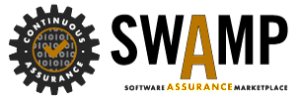 CONTINUOUS
ASSURANCE
SWAMP
SOFTWARE ASSURANCE MARKETPLACE